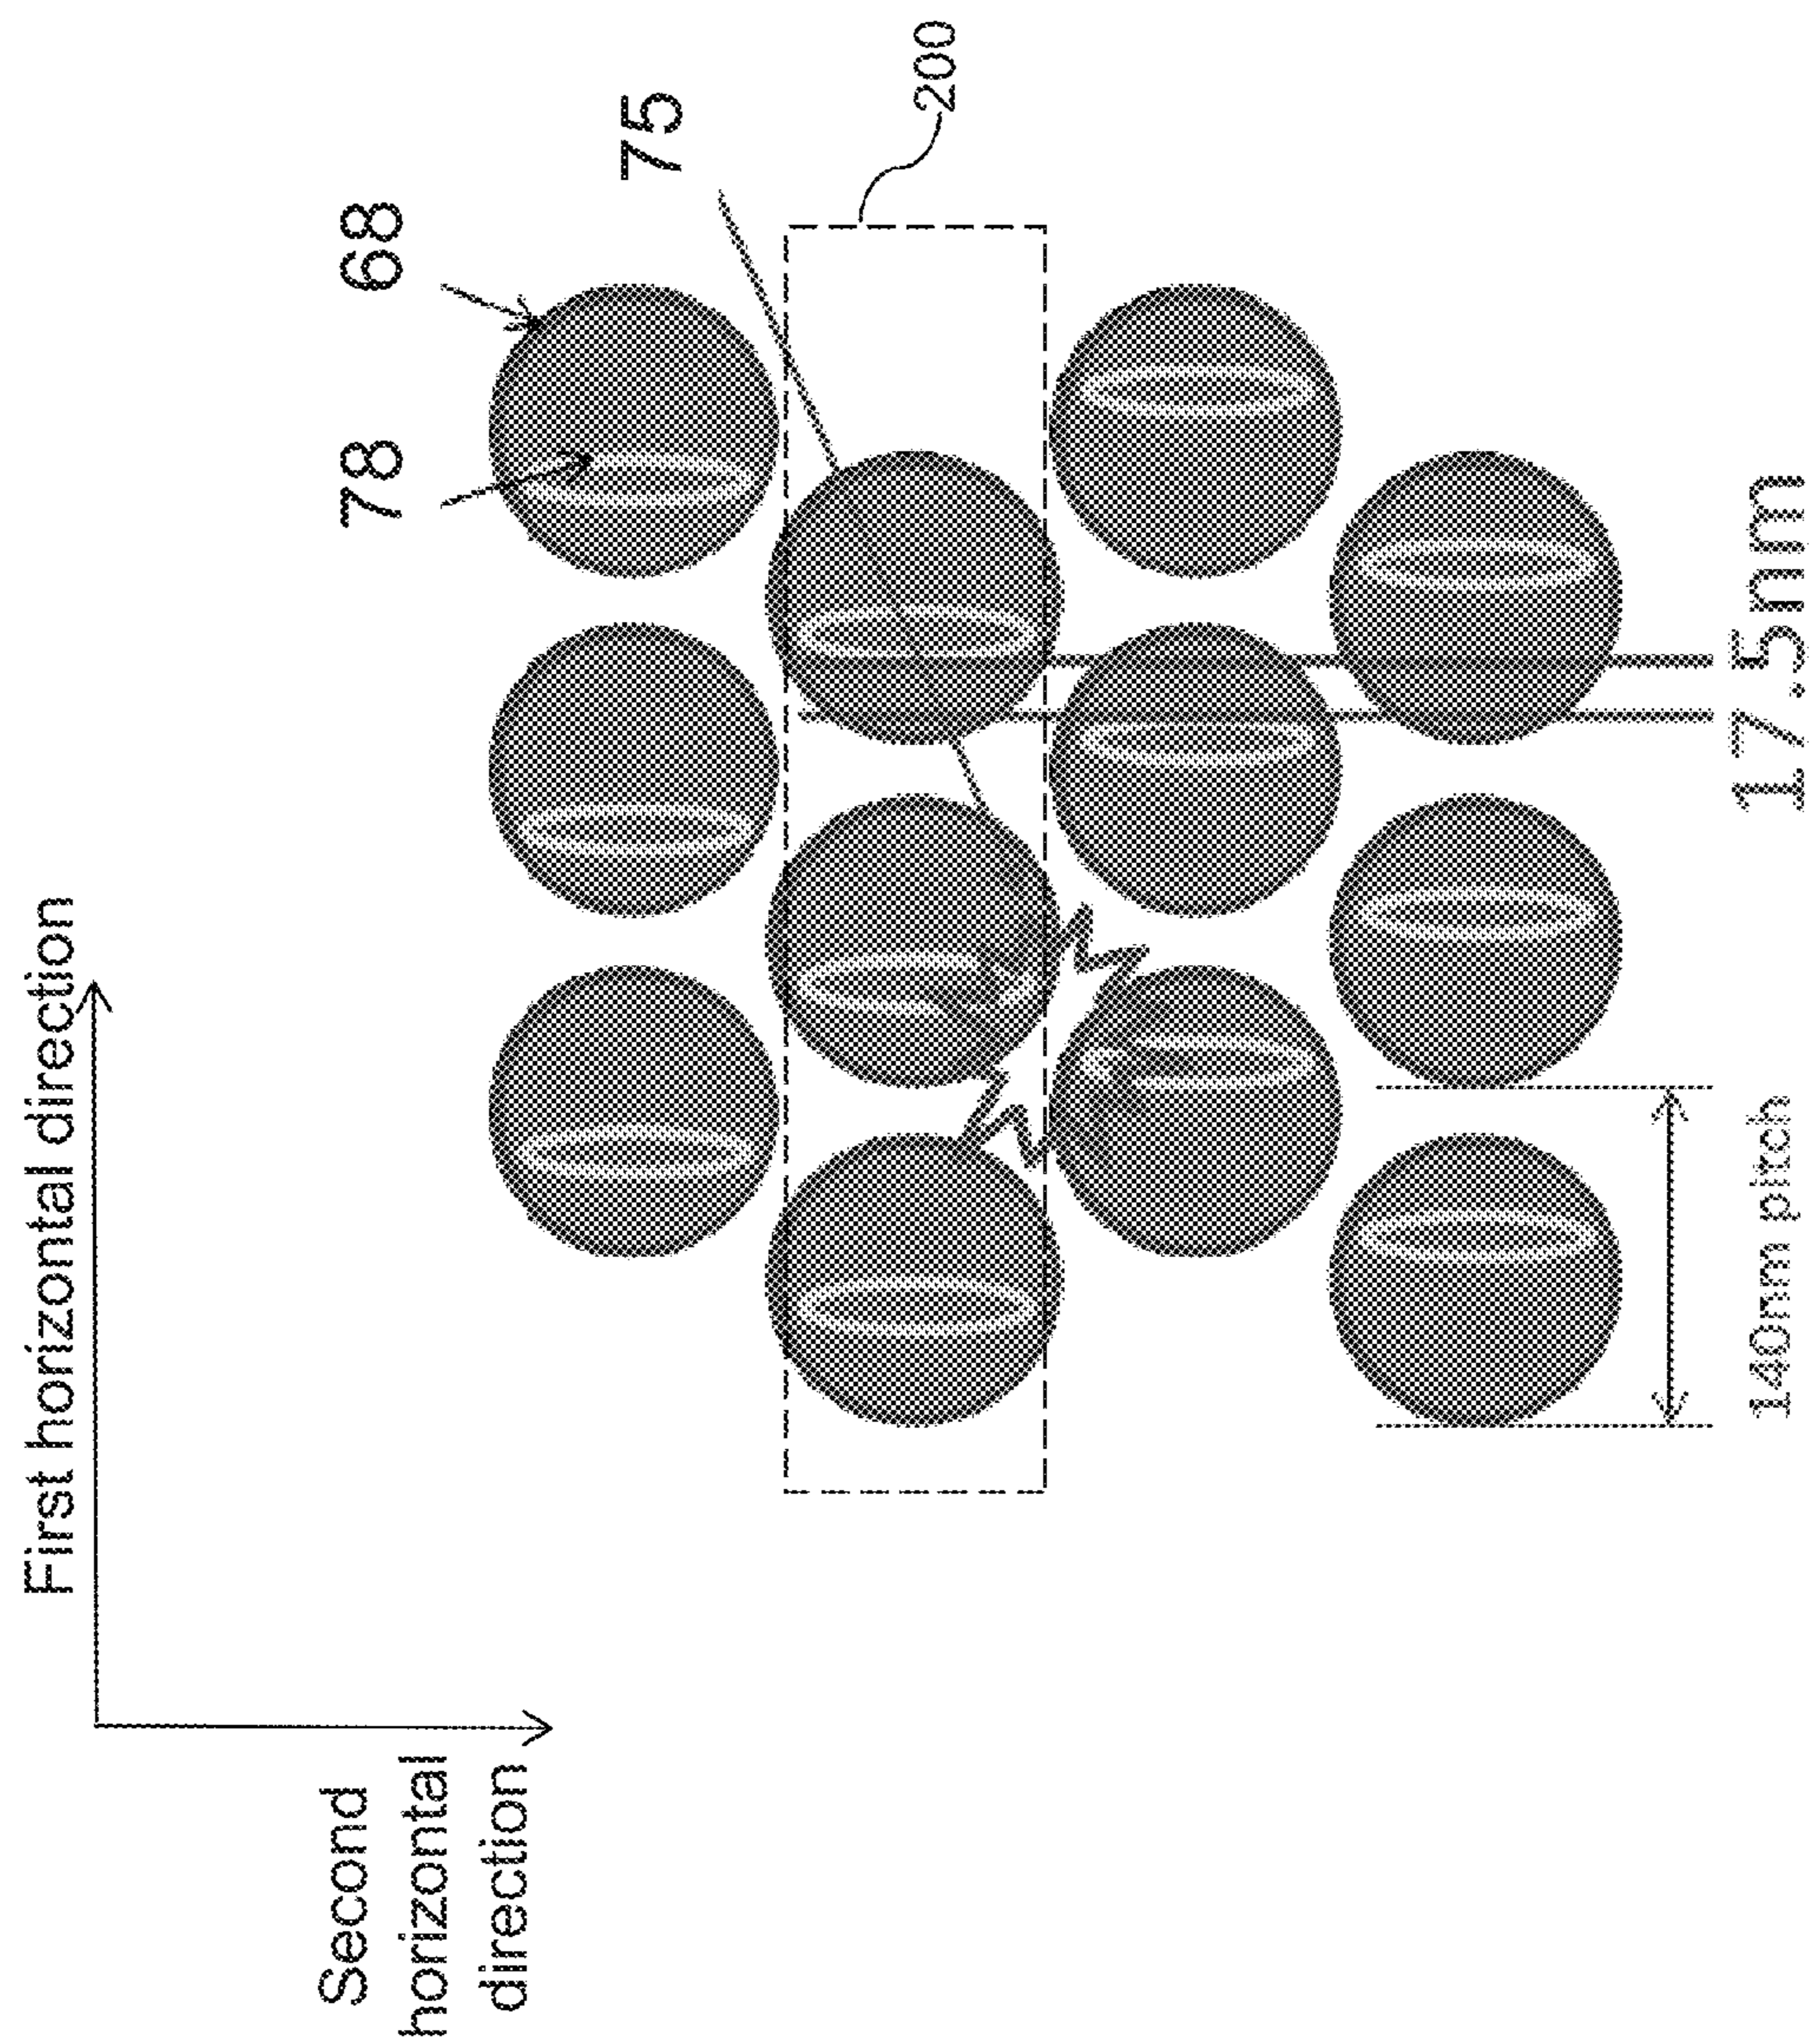 First horizontal direction
Second
horizontal
direction
78
68
75
200
140nm pitch
17.5nm